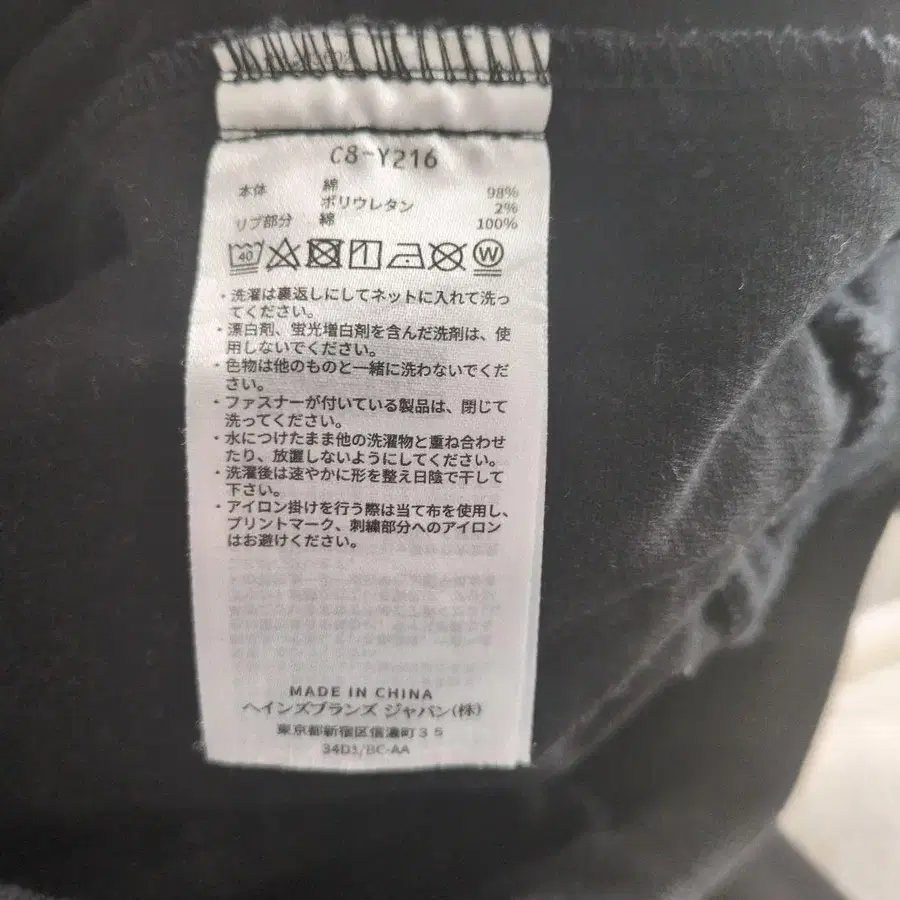 C8-Y216
本体 綿 98%
ポリウレタン 2%
リブ部分 綿 100%
40 W
・洗濯は裏返しにしてネットに入れて洗っ
てください。
・漂白剤、蛍光増白剤を含んだ洗剤は、使
用しないでください。
・色物は他のものと一緒に洗わないでくだ
さい。
・ファスナーが付いている製品は、閉じて
洗ってください。
・水につけたまま他の洗濯物と重ね合わせ
たり、放置しないようにしてください。
・洗濯後は速やかに形を整え日陰で干して
下さい。
・アイロン掛けを行う際は当て布を使用し、
プリントマーク、刺繍部分へのアイロン
はお避けください。
MADE IN CHINA
ヘインズブランズ ジャパン(株)
東京都新宿区信濃町35
34D1/BC-AA